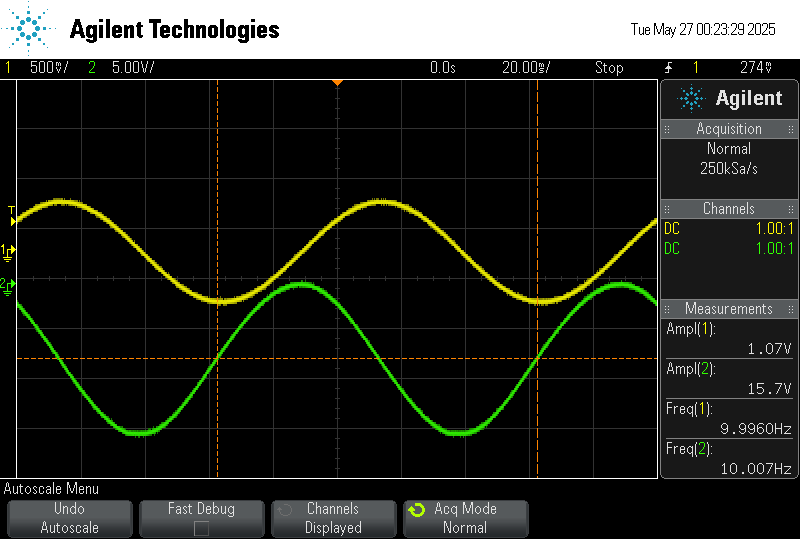 Agilent Technologies
Tue May 27 00:23:29 2025
1 500mV/ 2 5.00V/ 0.0s 20.00ms/ Stop 1 274mV
Agilent
Acquisition
Normal
250kSa/s
Channels
DC 1.00:1
DC 1.00:1
Measurements
Ampl(1):
1.07V
Ampl(2):
15.7V
Freq(1):
9.9960Hz
Freq(2):
10.007Hz
T
1
2
Autoscale Menu
Undo
Autoscale
Fast Debug
Channels
Displayed
Acq Mode
Normal